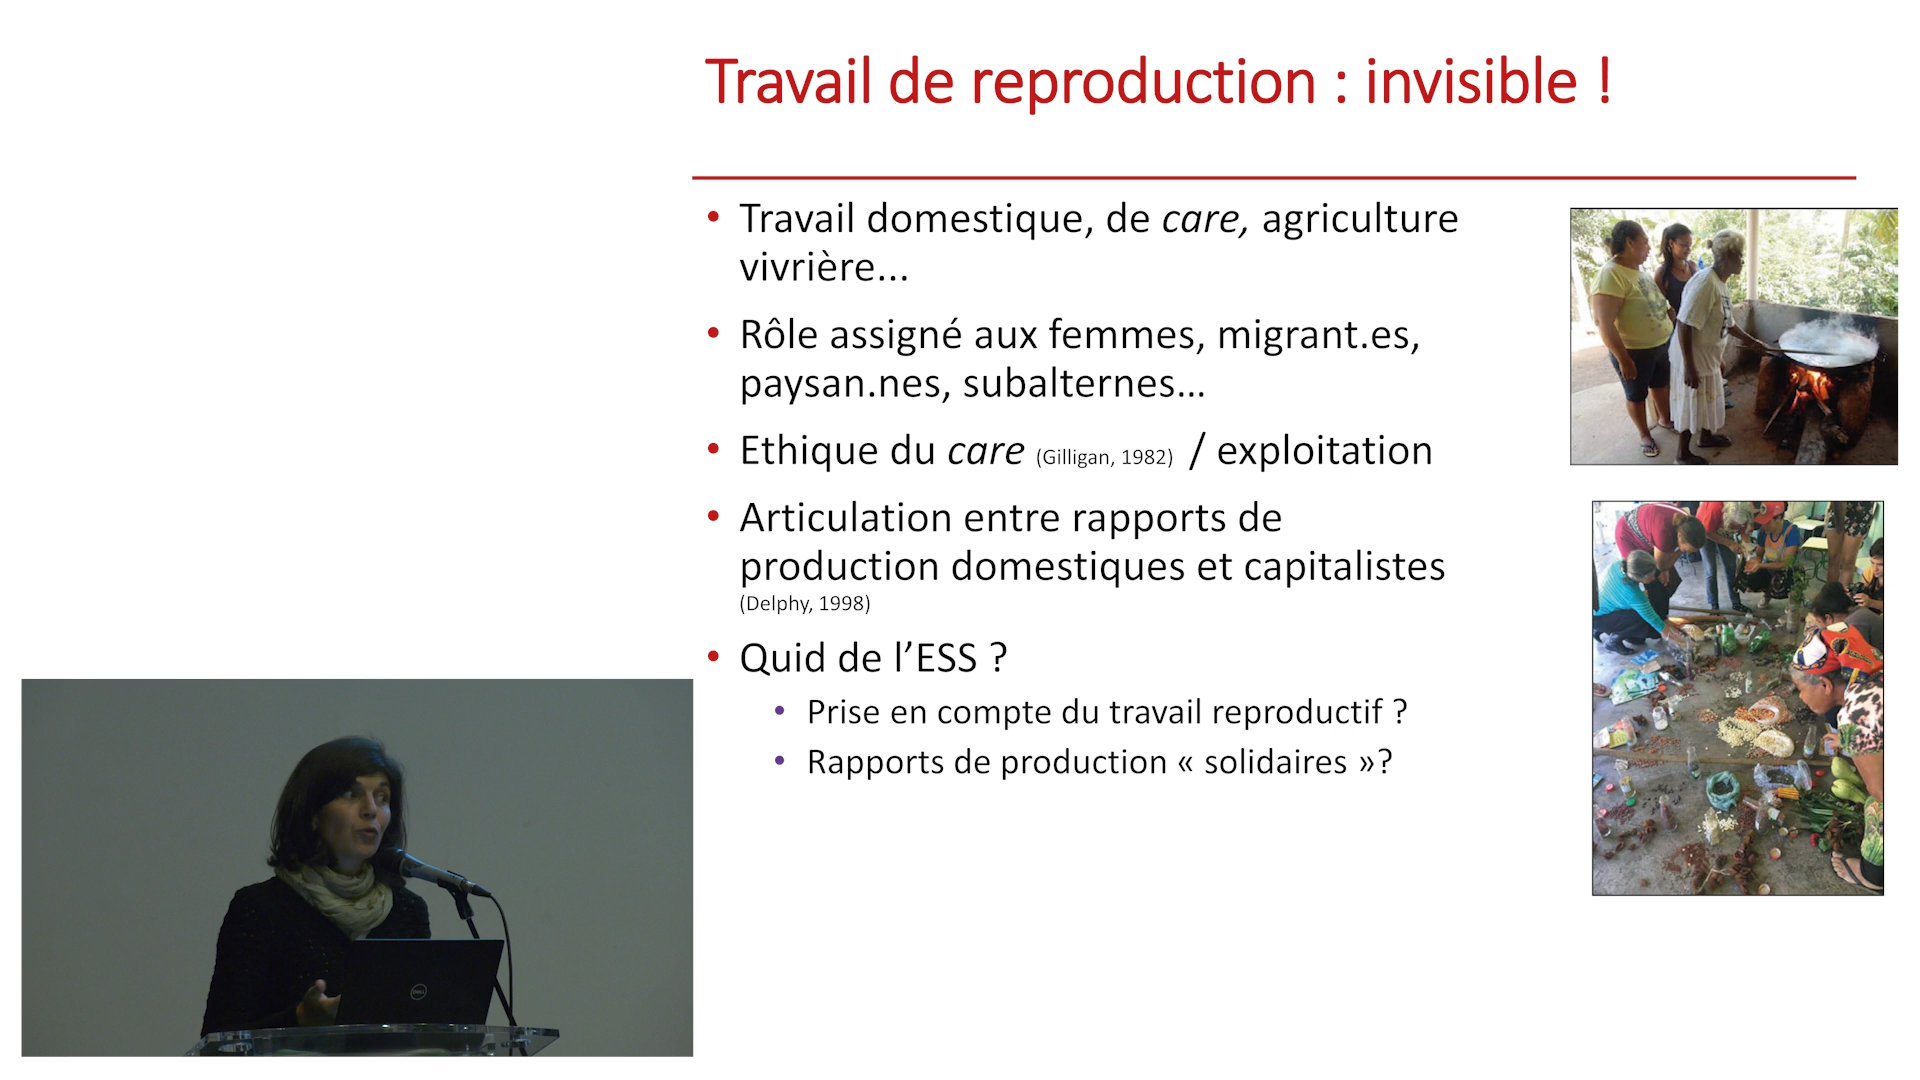 Travail de reproduction : invisible !
• Travail domestique, de care, agriculture
vivrière...
• Rôle assigné aux femmes, migrant.es,
paysan.nes, subalternes...
• Ethique du care (Gilligan, 1982) / exploitation
• Articulation entre rapports de
production domestiques et capitalistes
(Delphy, 1998)
• Quid de l’ESS ?
• Prise en compte du travail reproductif ?
• Rapports de production « solidaires »?
DELL